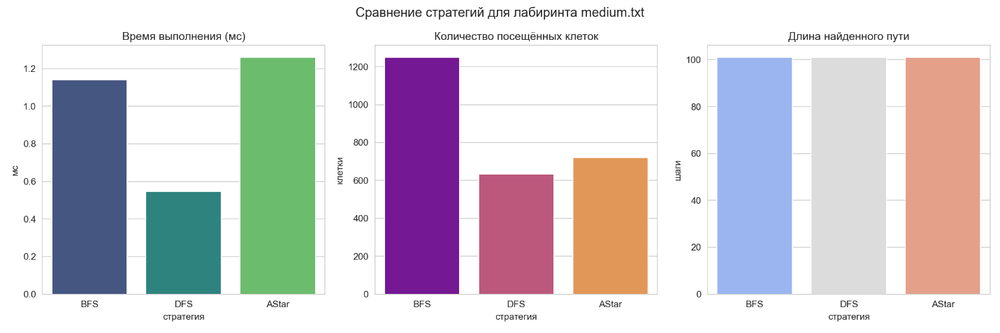 Сравнение стратегий для лабиринта medium.txt
Время выполнения (мс)
мс
1.2
1.0
0.8
0.6
0.4
0.2
0.0
BFS DFS AStar
стратегия
Количество посещённых клеток
клетки
1200
1000
800
600
400
200
0
BFS DFS AStar
стратегия
Длина найденного пути
шаги
100
80
60
40
20
0
BFS DFS AStar
стратегия